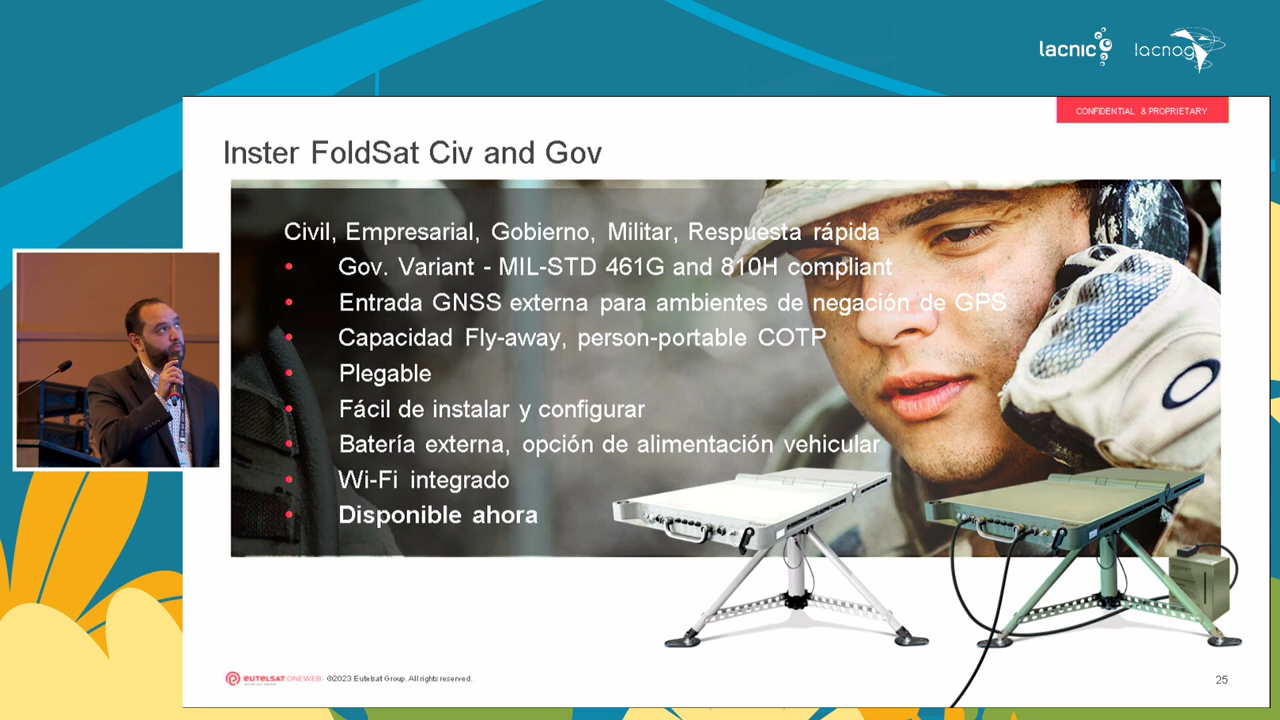 lacnic
lacnog
CONFIDENTIAL & PROPRIETARY
Inster FoldSat Civ and Gov
Civil, Empresarial, Gobierno, Militar, Respuesta rápida
• Gov. Variant - MIL-STD 461G and 810H compliant
• Entrada GNSS externa para ambientes de negación de GPS
• Capacidad Fly-away, person-portable COTP
• Plegable
• Fácil de instalar y configurar
• Batería externa, opción de alimentación vehicular
• Wi-Fi integrado
• Disponible ahora
eutelsat ONEWEB ©2023 Eutelsat Group. All rights reserved.
25